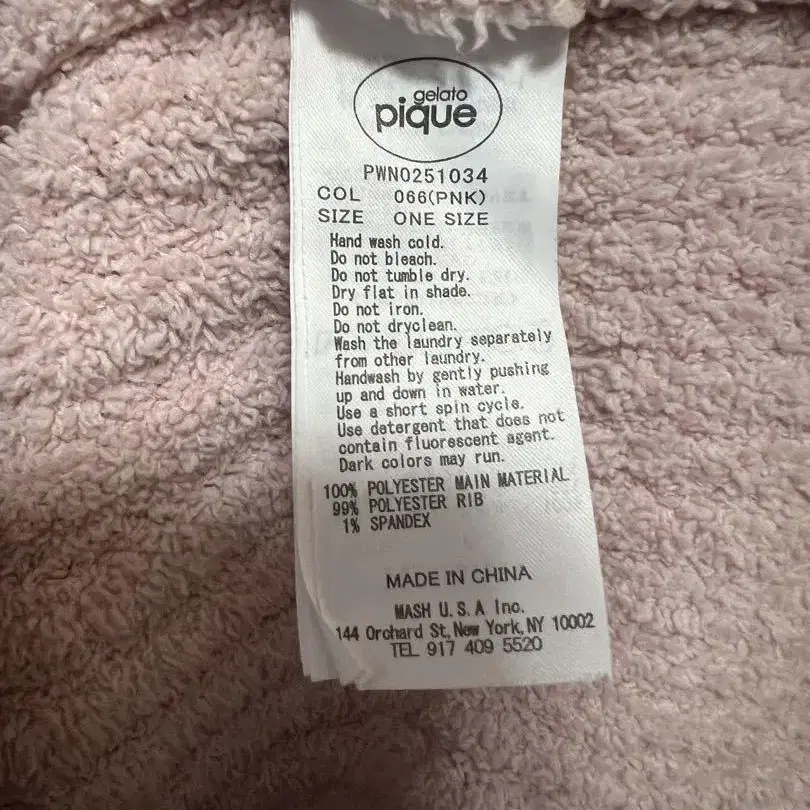 gelato
pique
PWNO251034
COL 066(PNK)
SIZE ONE SIZE
Hand wash cold.
Do not bleach.
Do not tumble dry.
Dry flat in shade.
Do not iron.
Do not dryclean.
Wash the laundry separately
from other laundry.
Handwash by gently pushing
up and down in water.
Use a short spin cycle.
Use detergent that does not
contain fluorescent agent.
Dark colors may run.
100% POLYESTER MAIN MATERIAL
99% POLYESTER RIB
1% SPANDEX
MADE IN CHINA
MASH U.S.A Inc.
144 Orchard St, New York, NY 10002
TEL 917 409 5520